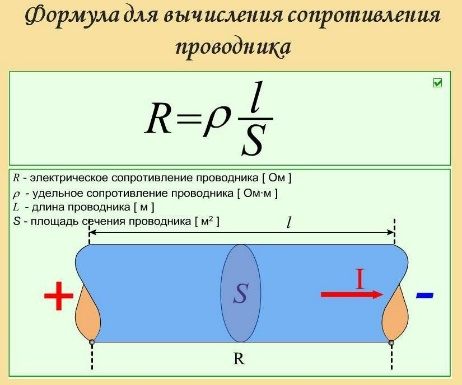 Формула для вычисления сопротивления
проводника
R=ρ l/S
R - электрическое сопротивление проводника [ Ом ]
ρ - удельное сопротивление проводника [ Ом·м ]
L - длина проводника [ м ]
S - площадь сечения проводника [ м² ]
l
+ S I -
R